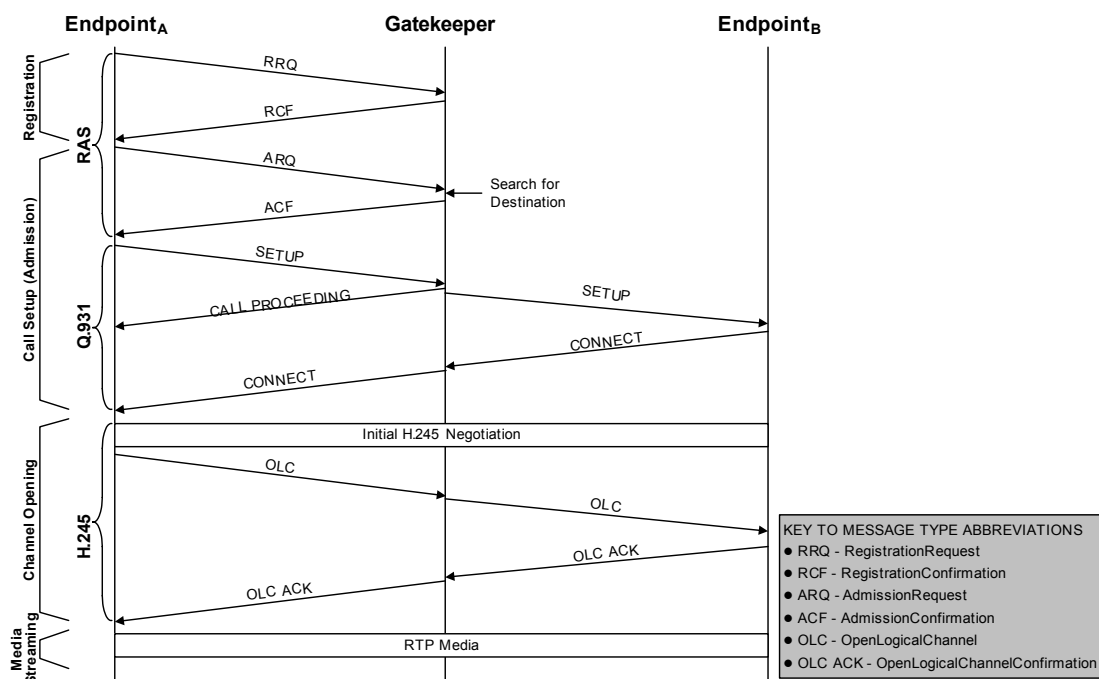 EndpointA
Gatekeeper
EndpointB
Registration
RAS
RRQ
RCF
ARQ
Search for
Destination
ACF
Call Setup (Admission)
Q.931
SETUP
CALL PROCEEDING
SETUP
CONNECT
CONNECT
Channel Opening
H.245
Initial H.245 Negotiation
OLC
OLC
OLC ACK
OLC ACK
Media
Streaming
RTP Media
KEY TO MESSAGE TYPE ABBREVIATIONS
● RRQ - RegistrationRequest
● RCF - RegistrationConfirmation
● ARQ - AdmissionRequest
● ACF - AdmissionConfirmation
● OLC - OpenLogicalChannel
● OLC ACK - OpenLogicalChannelConfirmation